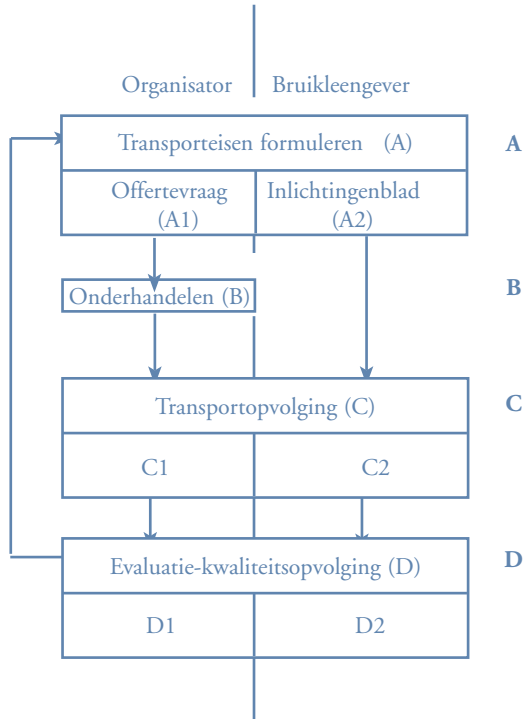 Organisator Bruikleengever
Transporteisen formuleren (A) A
Offertevraag Inlichtingenblad
(A1) (A2)
Onderhandelen (B) B
Transportopvolging (C) C
C1 C2
Evaluatie-kwaliteitsopvolging (D) D
D1 D2